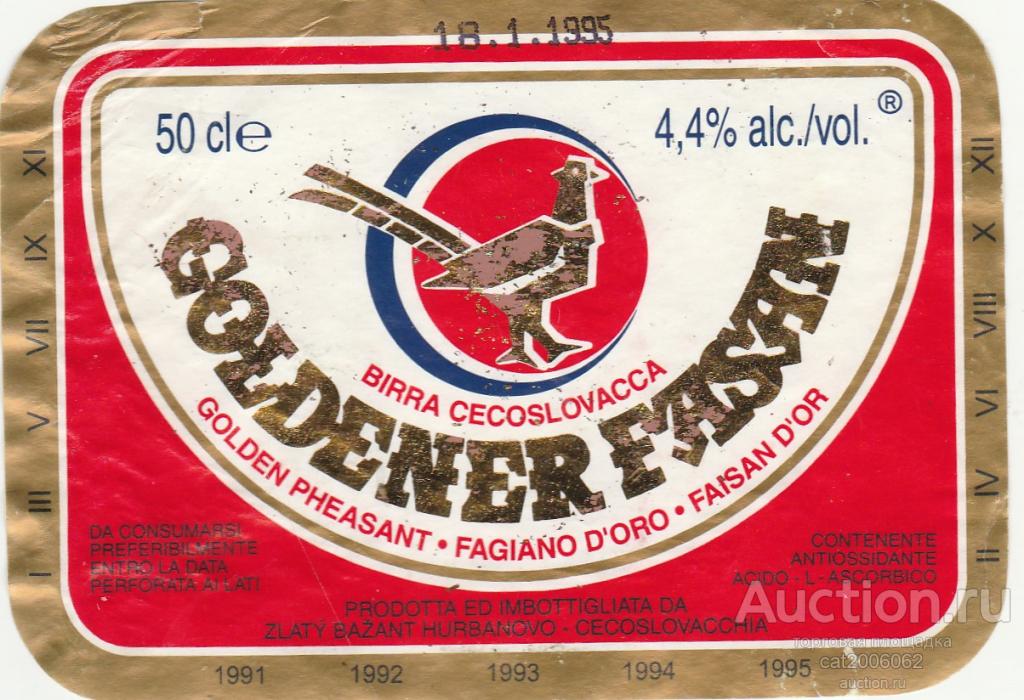 18.1.1995
50 cl e
4,4% alc./vol. ®
GOLDENER FASAN
BIRRA CECOSLOVACCA
GOLDEN PHEASANT • FAGIANO D'ORO • FAISAN D'OR
XI
IX
VII
V
III
I
XII
X
VIII
VI
IV
II
DA CONSUMARSI
PREFERIBILMENTE
ENTRO LA DATA
PERFORATA AI LATI
CONTENENTE
ANTIOSSIDANTE
ACIDO - L - ASCORBICO
PRODOTTA ED IMBOTTIGLIATA DA
ZLATÝ BAŽANT HURBANOVO - CECOSLOVACCHIA
1991 1992 1993 1994 1995
Auction.ru
торговая площадка
cat2006062
auction.ru